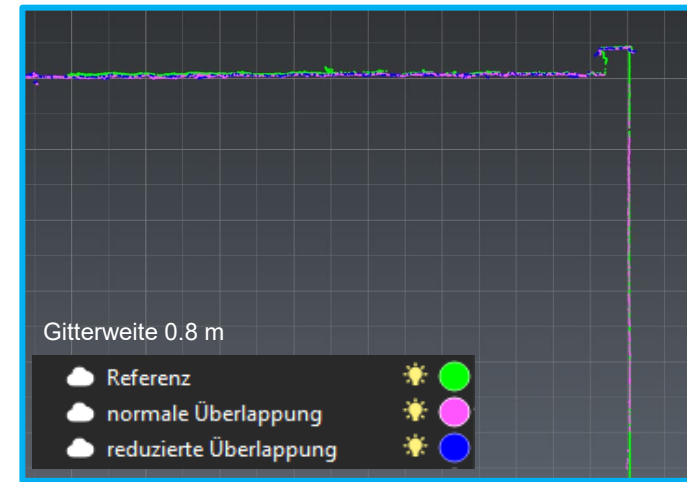 Gitterweite 0.8 m
Referenz
normale Überlappung
reduzierte Überlappung